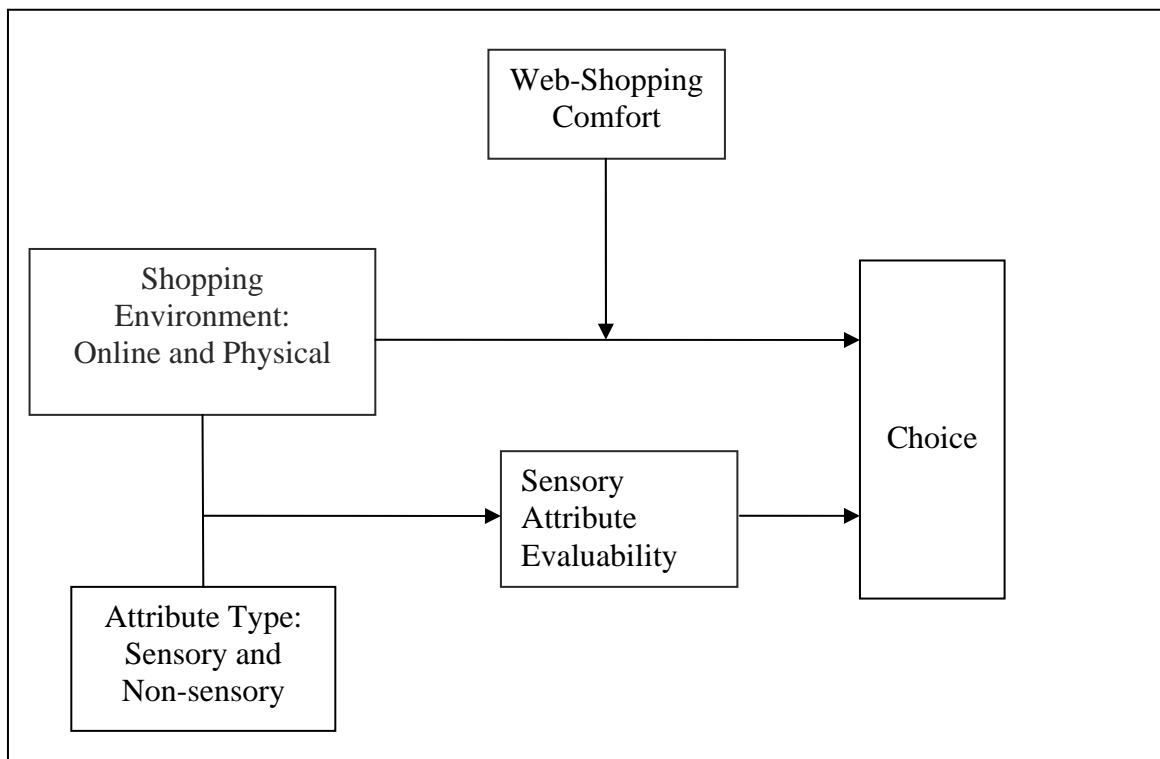 Web-Shopping
Comfort
Shopping
Environment:
Online and Physical
Choice
Sensory
Attribute
Evaluability
Attribute Type:
Sensory and
Non-sensory